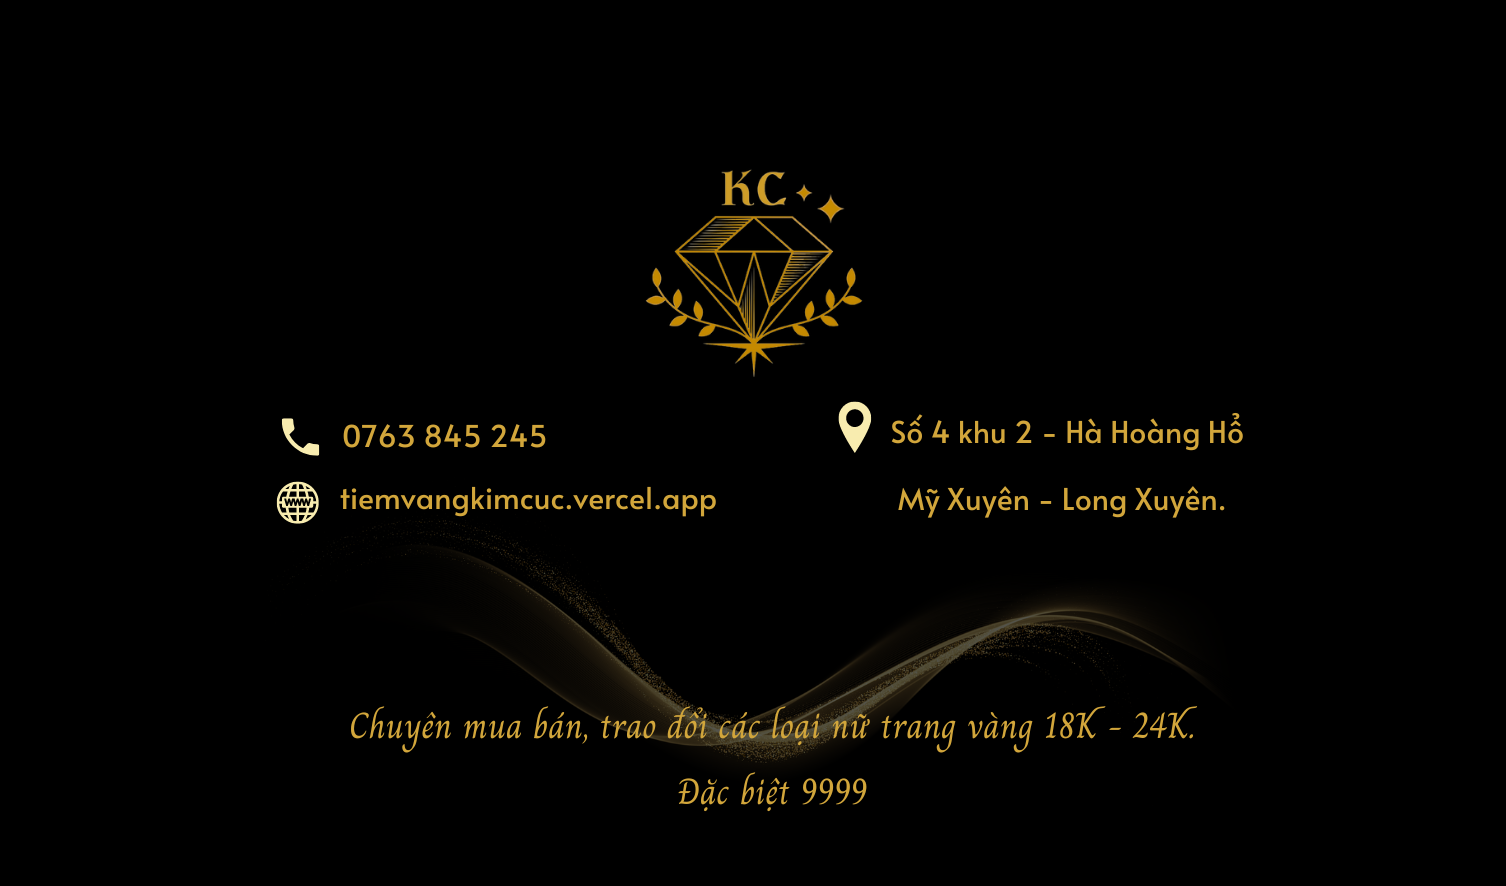 KC
0763 845 245
tiemvangkimcuc.vercel.app
Số 4 khu 2 - Hà Hoàng Hổ
Mỹ Xuyên - Long Xuyên.
Chuyên mua bán, trao đổi các loại nữ trang vàng 18K - 24K.
Đặc biệt 9999